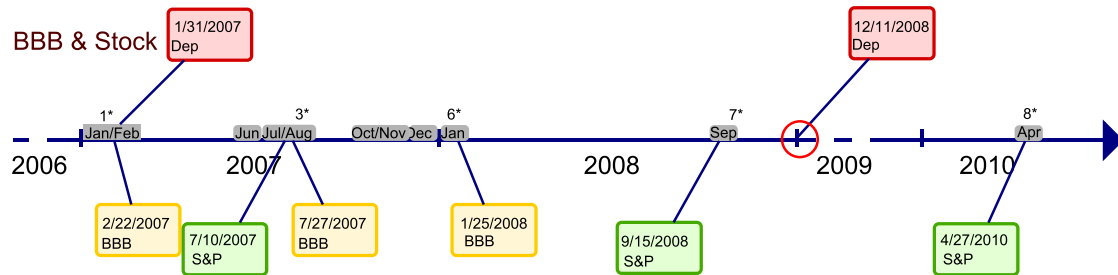 BBB & Stock
1/31/2007
Dep
12/11/2008
Dep
1*
3*
6*
7*
8*
Jan/Feb
Jun
Jul/Aug
Oct/Nov
Dec
Jan
Sep
Apr
2006
2007
2008
2009
2010
2/22/2007
BBB
7/10/2007
S&P
7/27/2007
BBB
1/25/2008
BBB
9/15/2008
S&P
4/27/2010
S&P